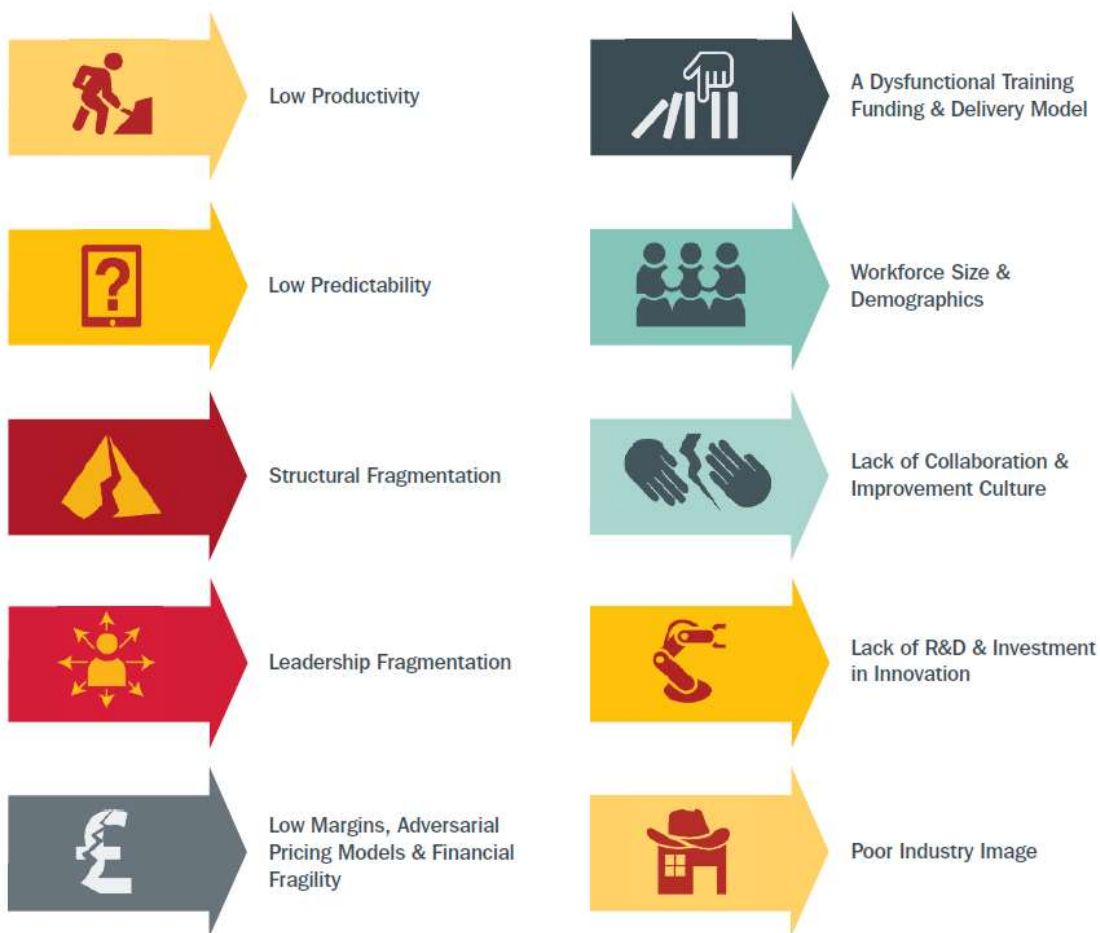 Low Productivity
Low Predictability
Structural Fragmentation
Leadership Fragmentation
Low Margins, Adversarial
Pricing Models & Financial
Fragility
A Dysfunctional Training
Funding & Delivery Model
Workforce Size &
Demographics
Lack of Collaboration &
Improvement Culture
Lack of R&D & Investment
in Innovation
Poor Industry Image